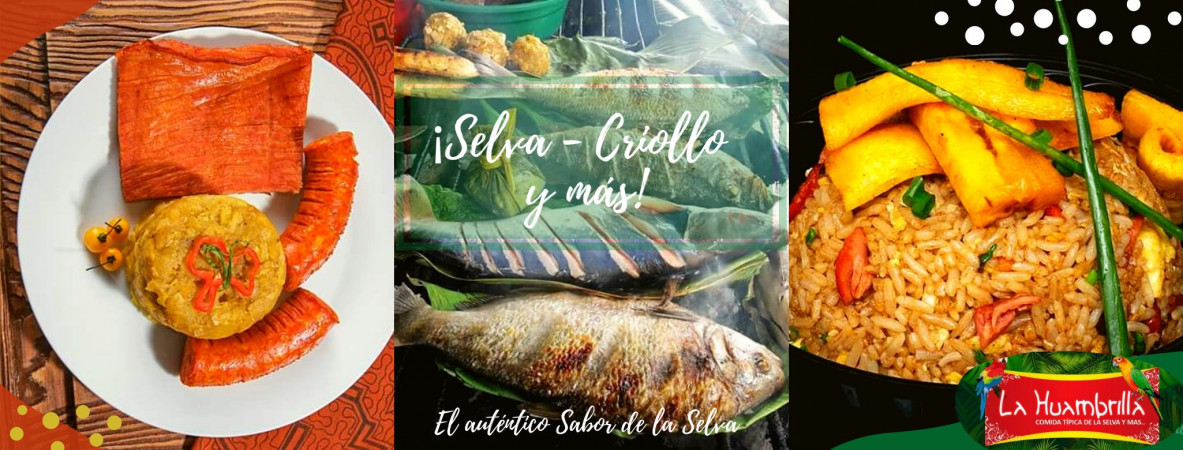 ¡Selva - Criollo
y más!
El auténtico Sabor de la Selva
La Huambrilla
COMIDA TÍPICA DE LA SELVA Y MAS...